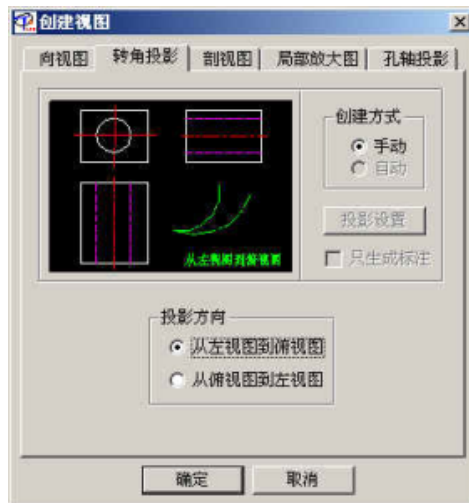 创建视图
向视图 转角投影 剖视图 局部放大图 孔轴投影
创建方式
手动
自动
投影设置
只生成标注
从左视图到俯视图
投影方向
从左视图到俯视图
从俯视图到左视图
确定 取消